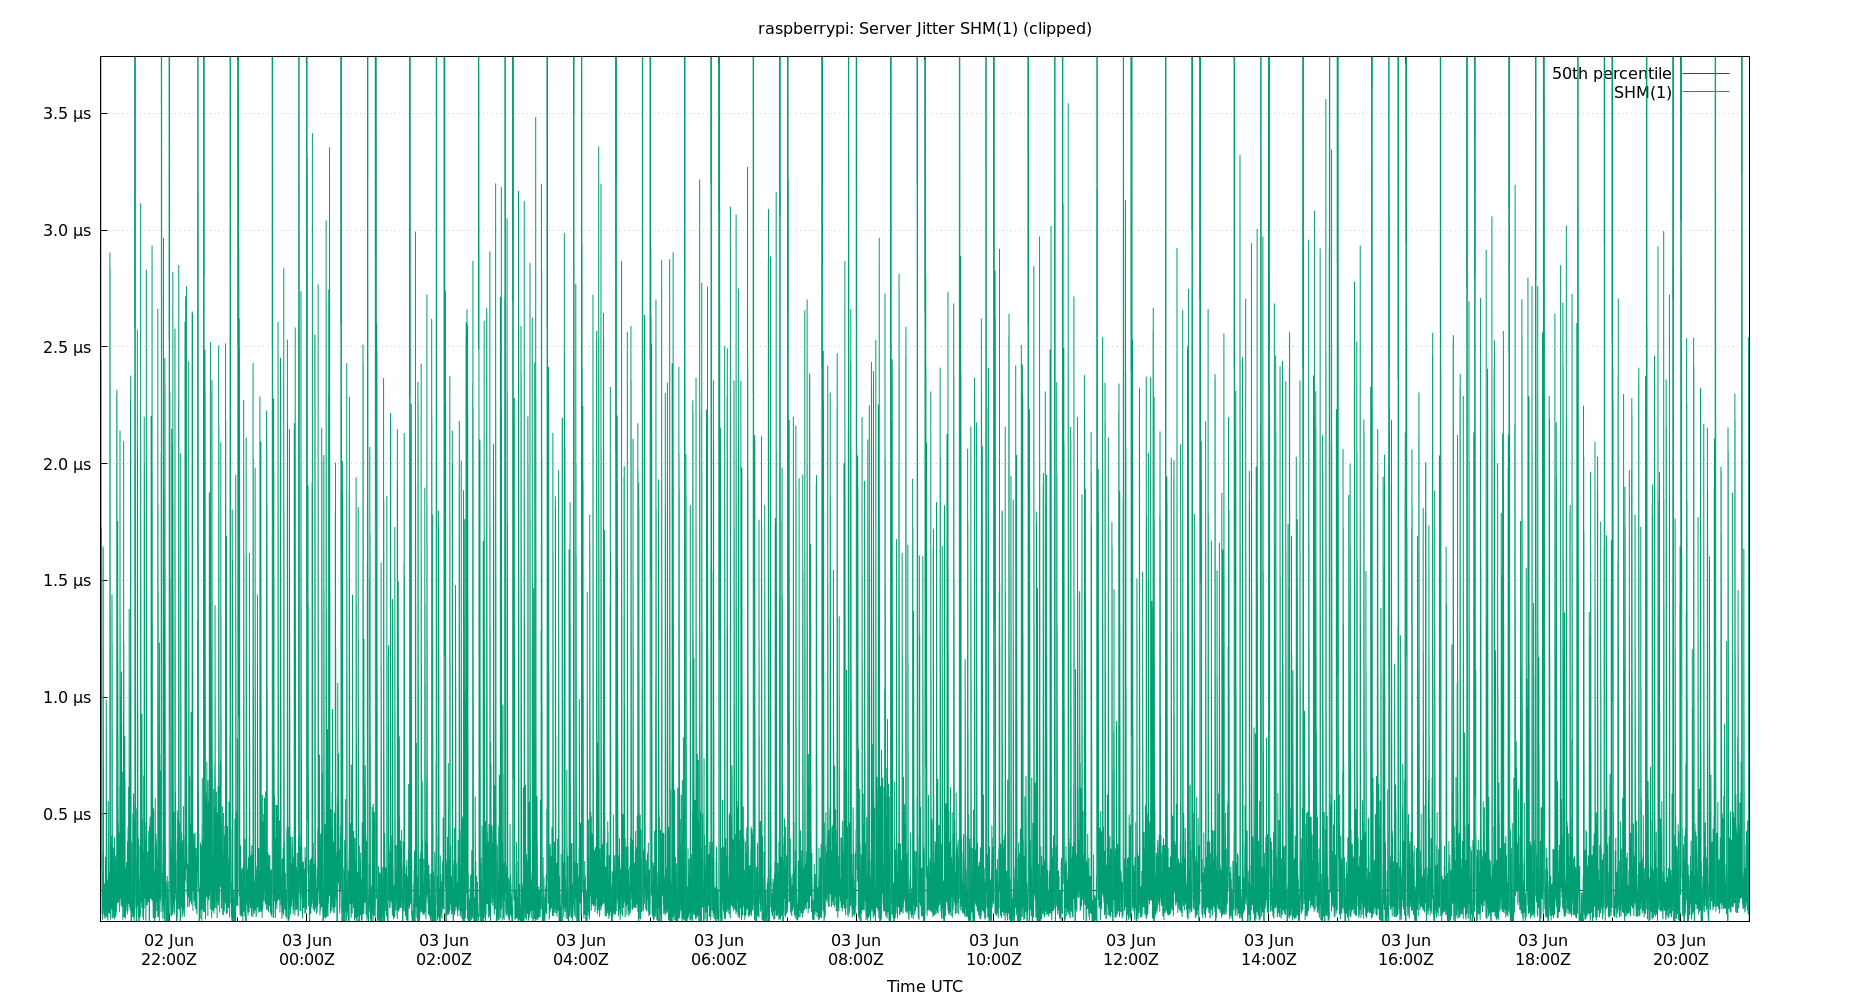 raspberrypi: Server Jitter SHM(1) (clipped)
50th percentile
SHM(1)
3.5 µs
3.0 µs
2.5 µs
2.0 µs
1.5 µs
1.0 µs
0.5 µs
02 Jun 03 Jun 03 Jun 03 Jun 03 Jun 03 Jun 03 Jun 03 Jun 03 Jun 03 Jun 03 Jun 03 Jun
22:00Z 00:00Z 02:00Z 04:00Z 06:00Z 08:00Z 10:00Z 12:00Z 14:00Z 16:00Z 18:00Z 20:00Z
Time UTC